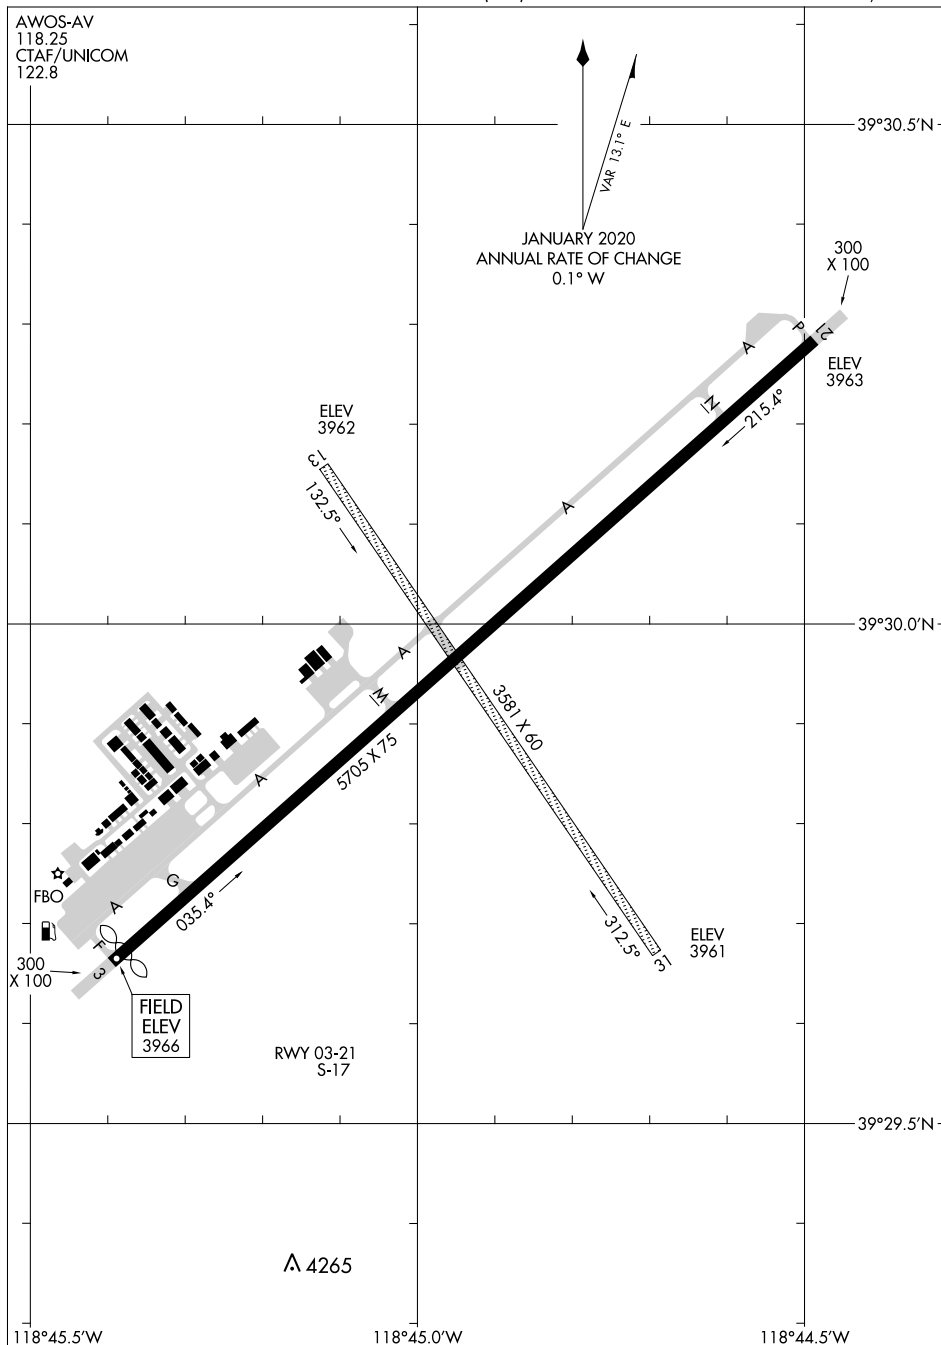 AWOS-AV
118.25
CTAF/UNICOM
122.8
VAR 13.1° E
JANUARY 2020
ANNUAL RATE OF CHANGE
0.1° W
39°30.5'N
300
X 100
P
21
ELEV
3963
A
N
215.4°
ELEV
3962
13
132.5°
A
39°30.0'N
A
M
3581 X 60
5705 X 75
A
G
035.4°
FBO
A
F
3
300
X 100
FIELD
ELEV
3966
312.5°
31
ELEV
3961
RWY 03-21
S-17
39°29.5'N
4265
118°45.5'W
118°45.0'W
118°44.5'W